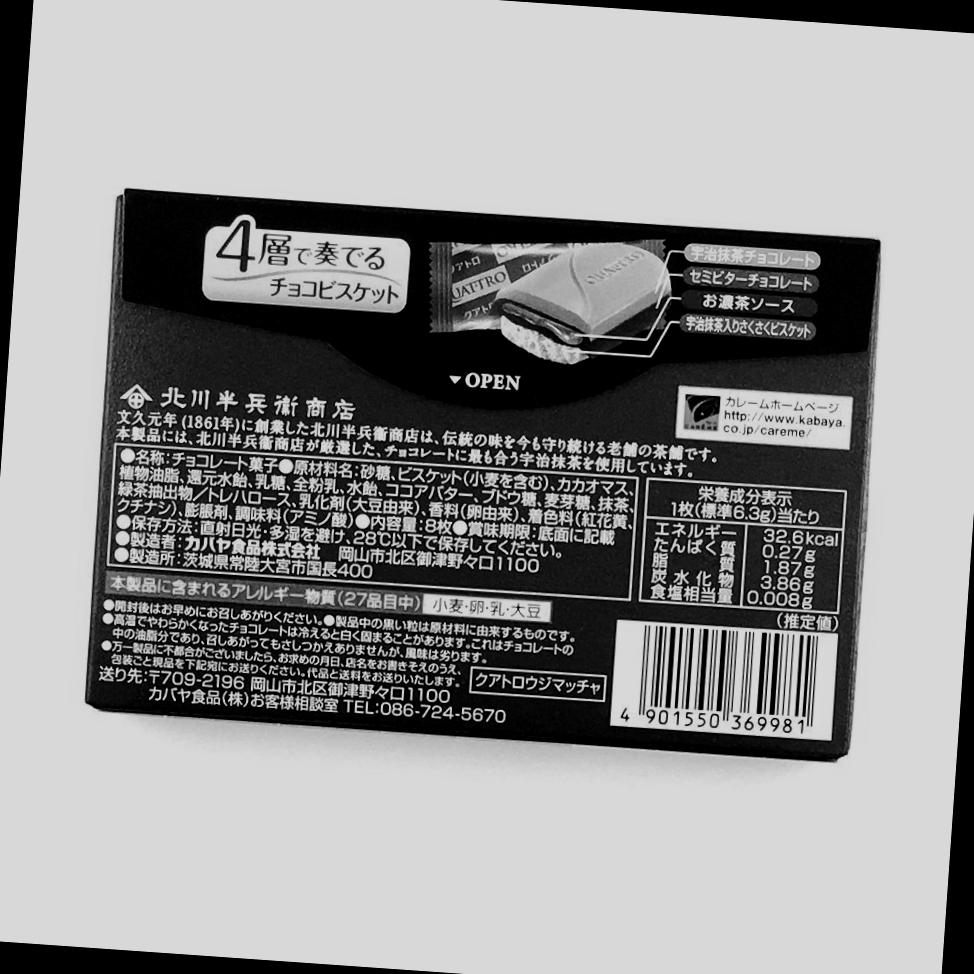 4層で奏でる
チョコビスケット
宇治抹茶チョコレート
セミビターチョコレート
お濃茶ソース
宇治抹茶入りさくさくビスケット
クアトロ
QUATTRO
▼OPEN
北川半兵衞商店
文久元年(1861年)に創業した北川半兵衞商店は、伝統の味を今も守り続ける老舗の茶舗です。
本製品には、北川半兵衞商店が厳選した、チョコレートに最も合う宇治抹茶を使用しています。
カレームホームページ
http://www.kabaya.
co.jp/careme/
CAREME
●名称:チョコレート菓子●原材料名:砂糖、ビスケット(小麦を含む)、カカオマス、
植物油脂、還元水飴、乳糖、全粉乳、水飴、ココアバター、ブドウ糖、麦芽糖、抹茶、
緑茶抽出物/トレハロース、乳化剤(大豆由来)、香料(卵由来)、着色料(紅花黄、
クチナシ)、膨脹剤、調味料(アミノ酸)●内容量:8枚●賞味期限:底面に記載
●保存方法:直射日光・多湿を避け、28℃以下で保存してください。
●製造者:カバヤ食品株式会社 岡山市北区御津野々口1100
●製造所:茨城県常陸大宮市国長400
栄養成分表示
1枚(標準6.3g)当たり
エネルギー 32.6kcal
たんぱく質 0.27g
脂質 1.87g
炭水化物 3.86g
食塩相当量 0.008g
(推定値)
本製品に含まれるアレルギー物質(27品目中) 小麦・卵・乳・大豆
●開封後はお早めにお召しあがりください。●製品中の黒い粒は原材料に由来するものです。
●高温でやわらかくなったチョコレートは冷えると白く固まることがあります。これはチョコレートの
中の油脂分であり、召しあがってもさしつかえありませんが、風味は劣ります。
●万一製品に不都合がございましたら、お求めの月日、店名をお書きそえのうえ、
包装ごと現品を下記宛にお送りください。代品と送料をお送りいたします。
クアトロウジマッチャ
送り先:〒709-2196 岡山市北区御津野々口1100
カバヤ食品(株)お客様相談室 TEL:086-724-5670
4 901550 369981